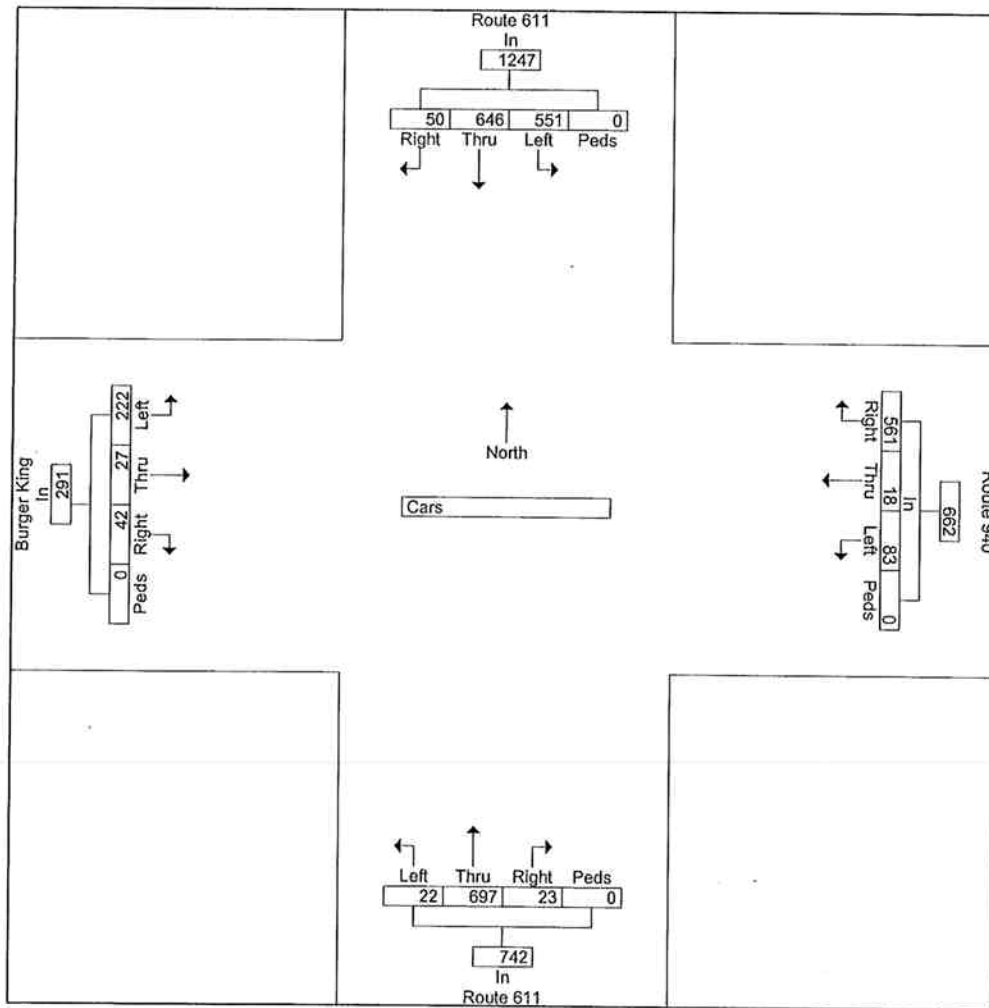 Route 611
In
1247
50 646 551 0
Right Thru Left Peds
Burger King
In
291
222 27 42 0
Left Thru Right Peds
North
Cars
Right Thru Left Peds
561 18 83 0
In
662
Route 940
Left Thru Right Peds
22 697 23 0
742
In
Route 611